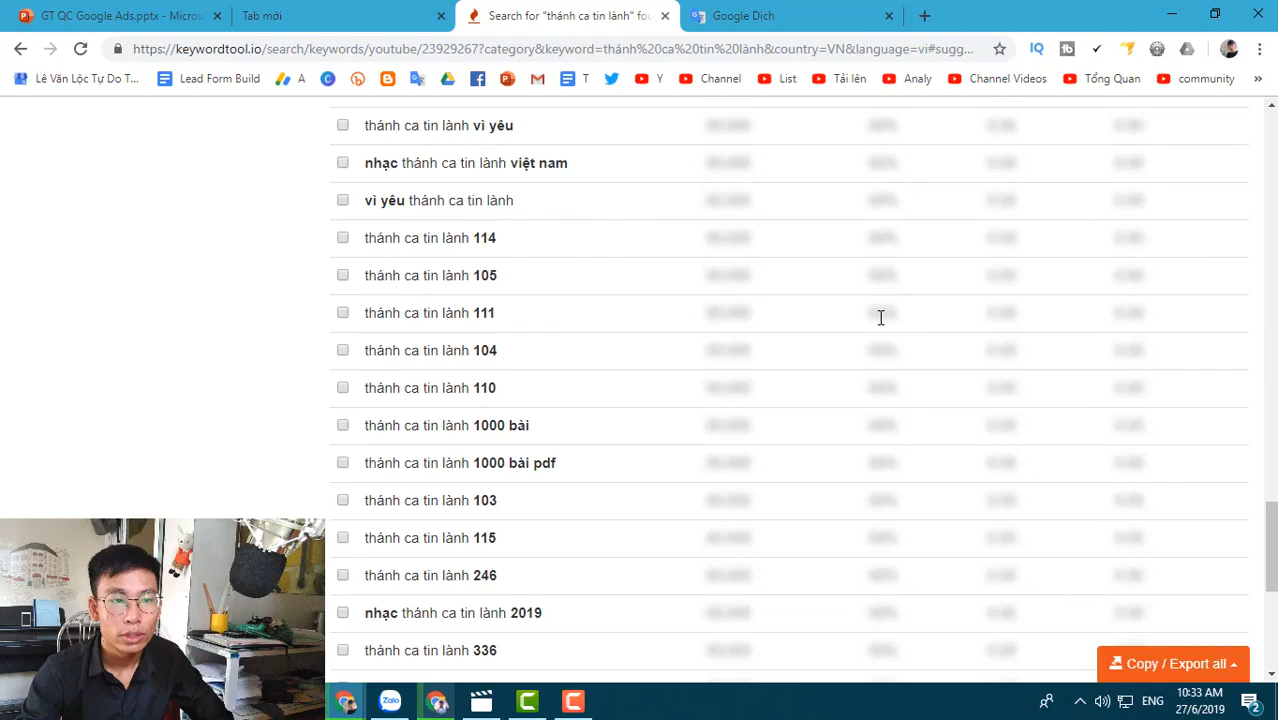 GT QC Google Ads.pptx - Micros
Tab mới
Search for "thánh ca tin lành" fou
Google Dịch
https://keywordtool.io/search/keywords/youtube/23929267?category&keyword=thánh%20ca%20tin%20lành&country=VN&language=vi#sugg...
Lê Văn Lộc Tự Do T...
Lead Form Build
A
T
Y
Channel
List
Tải lên
Analy
Channel Videos
Tổng Quan
community
thánh ca tin lành vì yêu
nhạc thánh ca tin lành việt nam
vì yêu thánh ca tin lành
thánh ca tin lành 114
thánh ca tin lành 105
thánh ca tin lành 111
thánh ca tin lành 104
thánh ca tin lành 110
thánh ca tin lành 1000 bài
thánh ca tin lành 1000 bài pdf
thánh ca tin lành 103
thánh ca tin lành 115
thánh ca tin lành 246
nhạc thánh ca tin lành 2019
thánh ca tin lành 336
Copy / Export all
Zalo
ENG
10:33 AM
27/6/2019
2